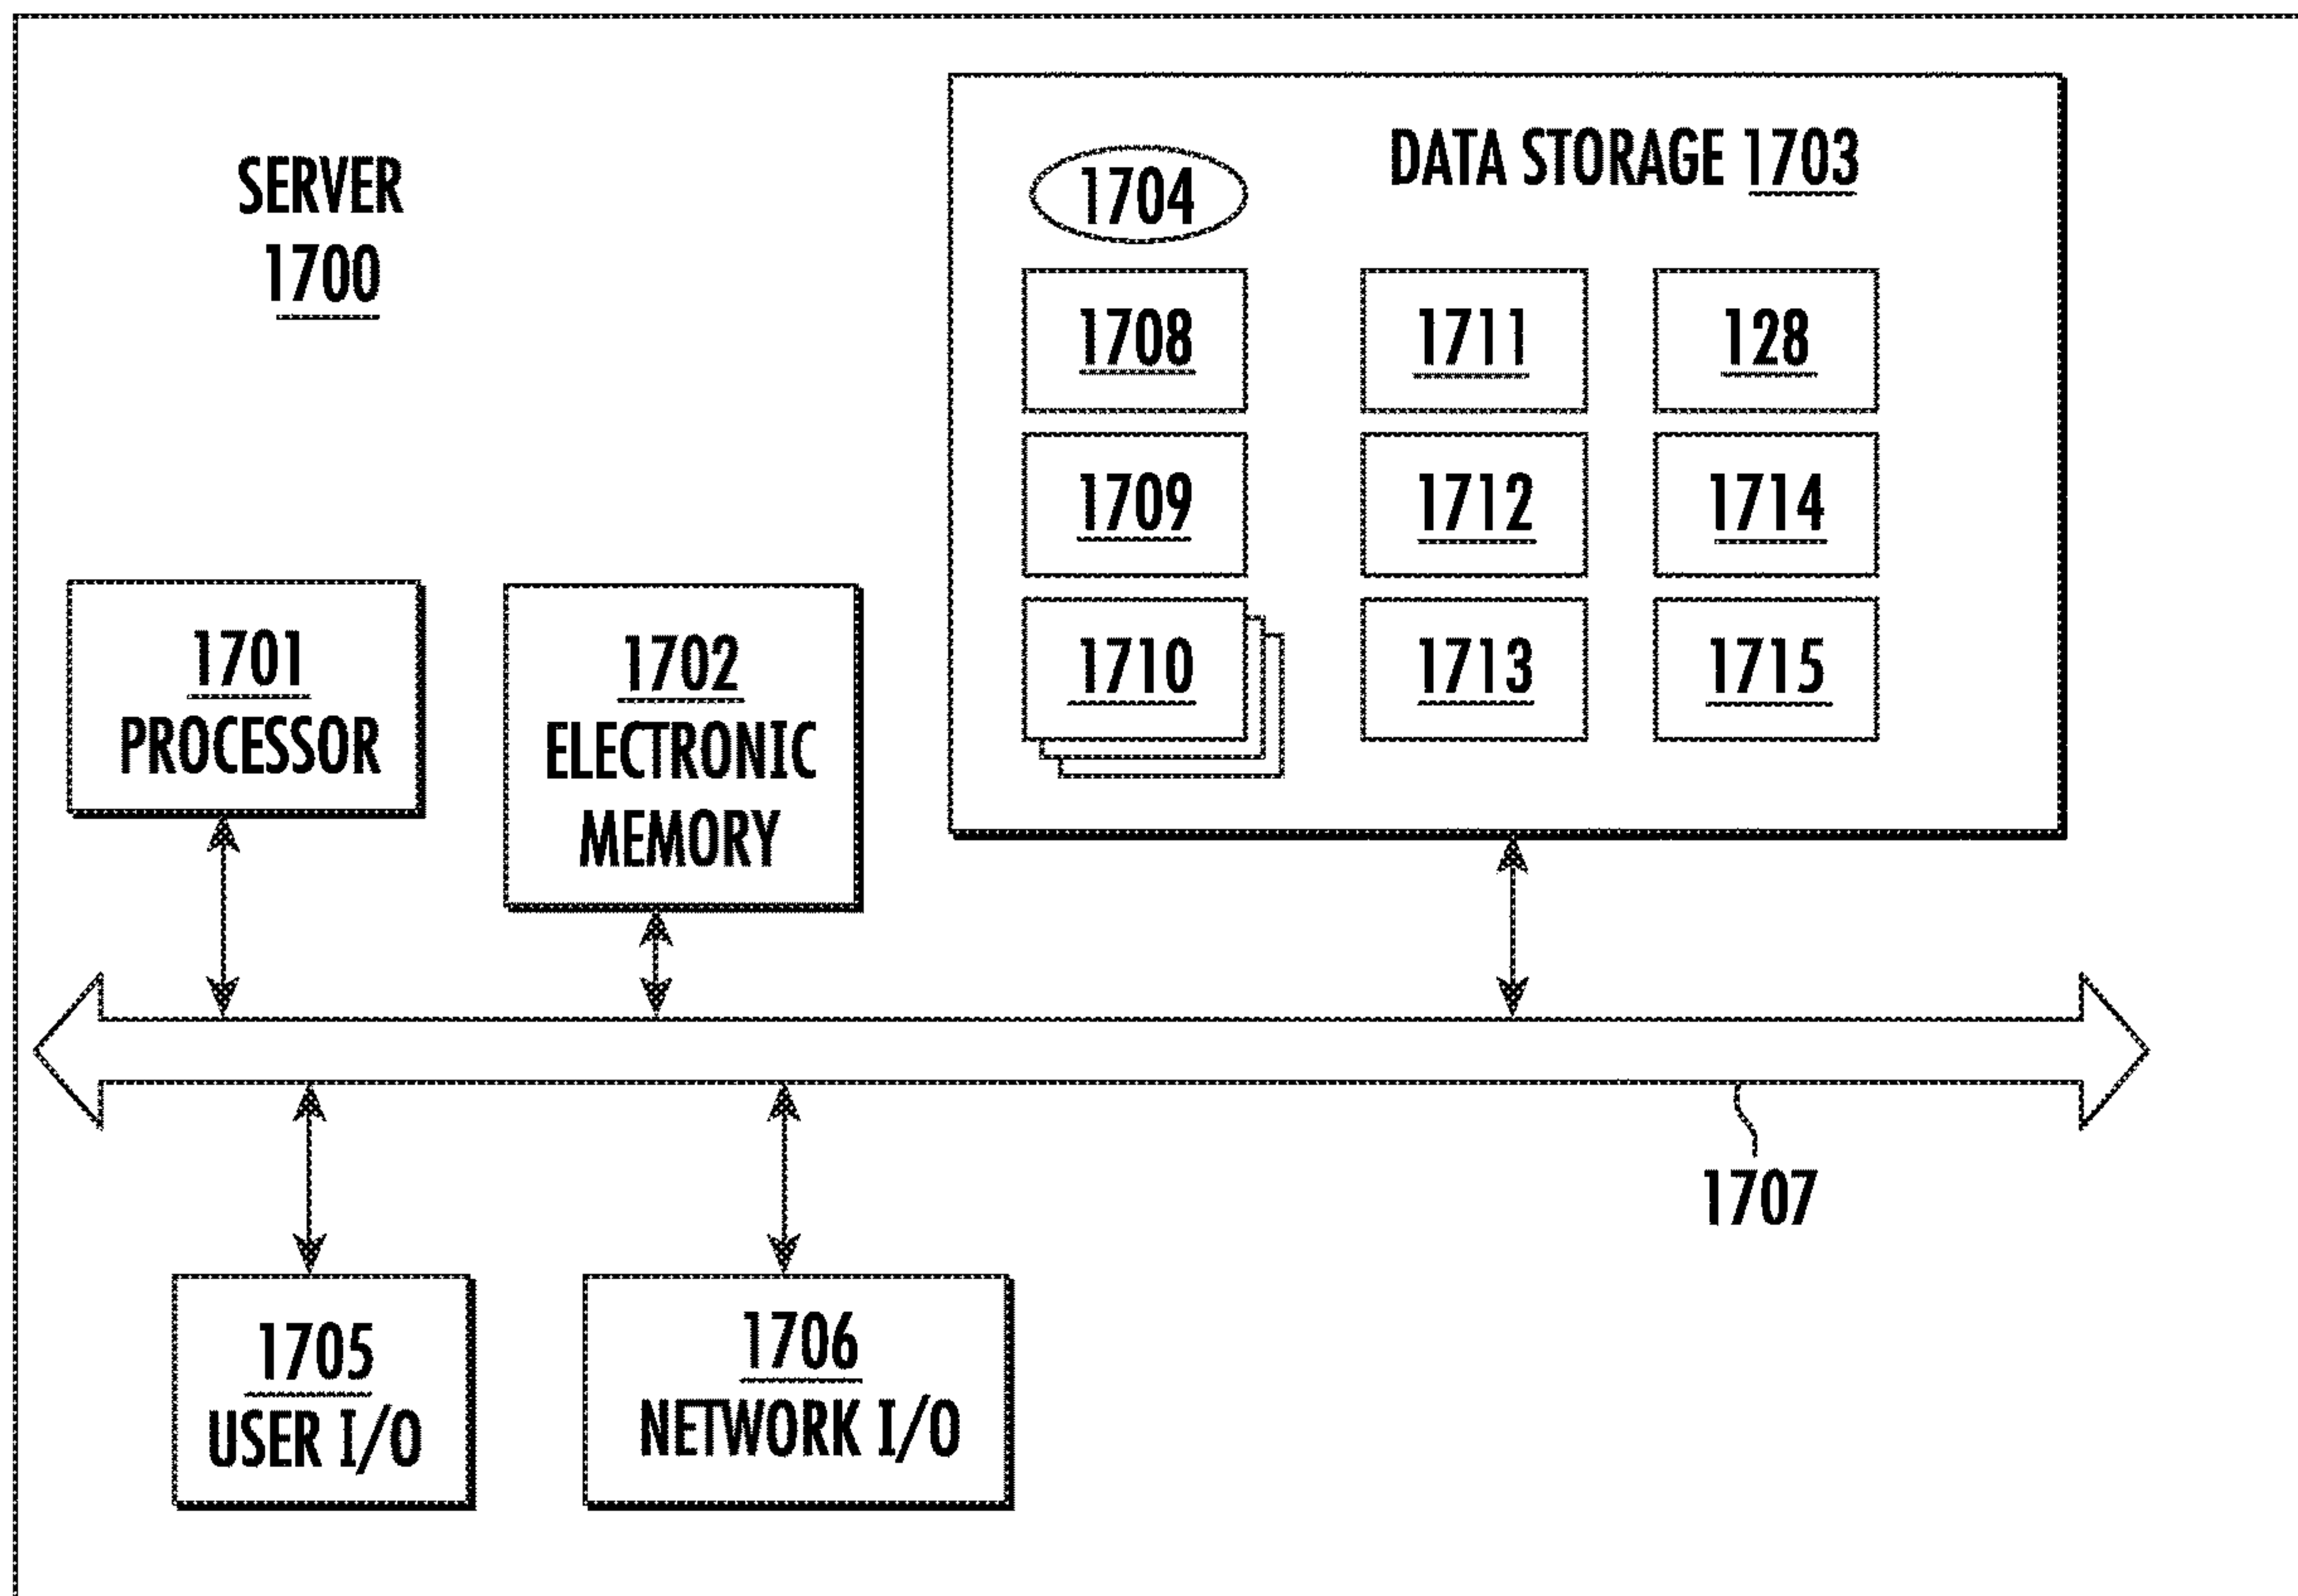 SERVER
1700
DATA STORAGE 1703
1704
1708
1711
128
1709
1712
1714
1710
1713
1715
1701
PROCESSOR
1702
ELECTRONIC
MEMORY
1707
1705
USER I/O
1706
NETWORK I/O